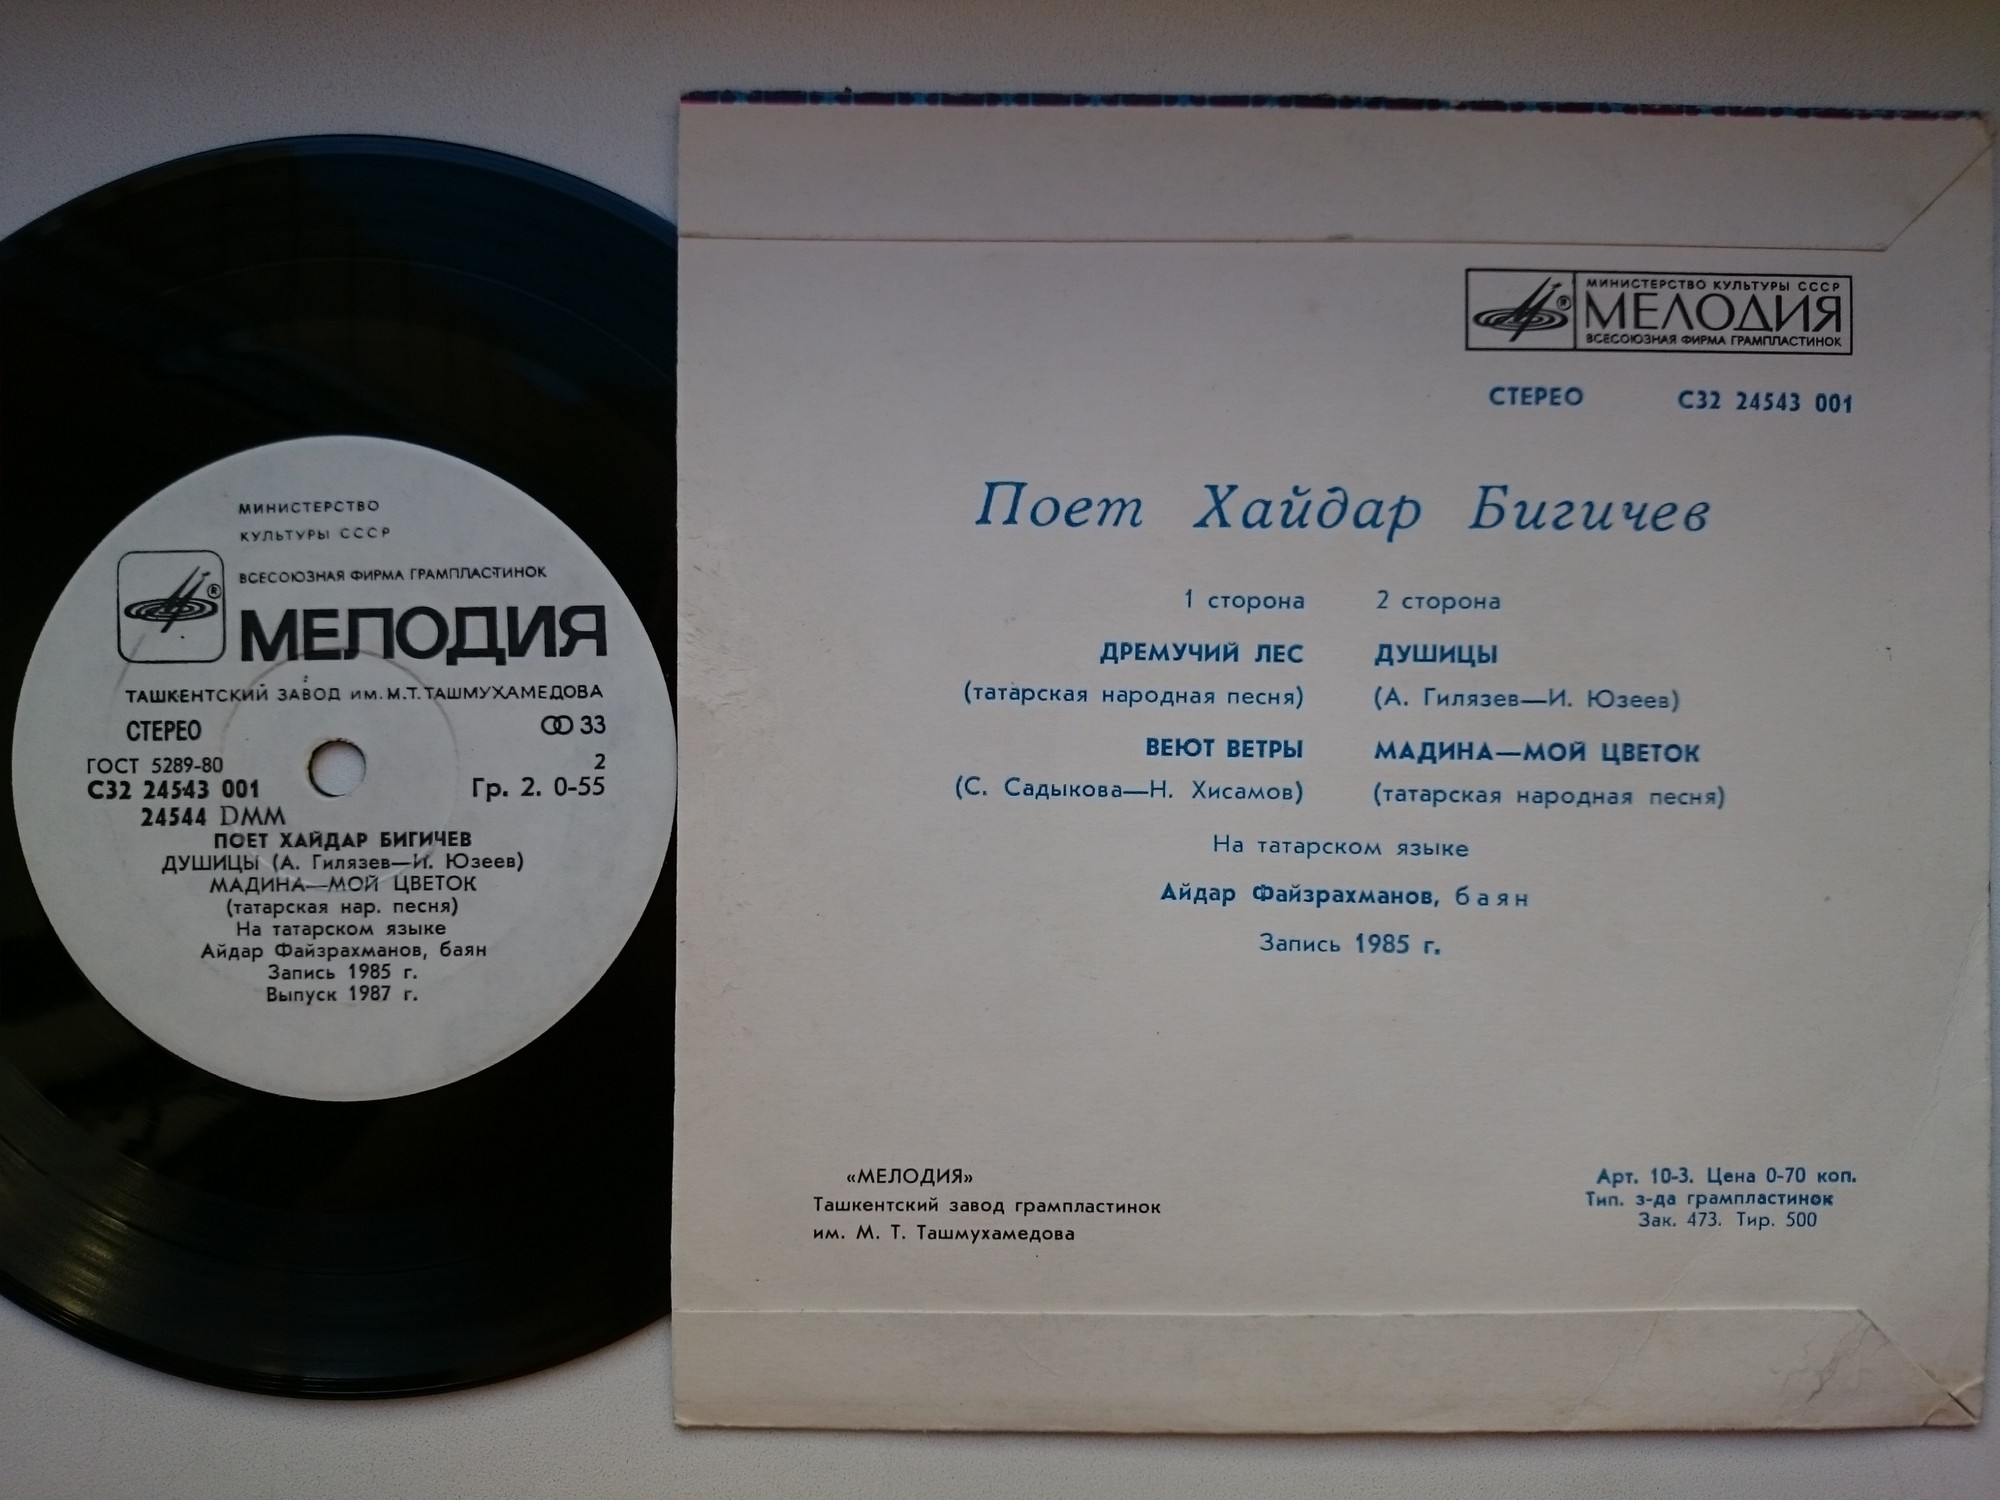 МИНИСТЕРСТВО
КУЛЬТУРЫ СССР
ВСЕСОЮЗНАЯ ФИРМА ГРАМПЛАСТИНОК
®
МЕЛОДИЯ
ТАШКЕНТСКИЙ ЗАВОД ИМ. М.Т. ТАШМУХАМЕДОВА
СТЕРЕО 33
ГОСТ 5289-80 2
С32 24543 001 Гр. 2. 0-55
24544 DMM
ПОЕТ ХАЙДАР БИГИЧЕВ
ДУШИЦЫ (А. Гилязев—И. Юзеев)
МАДИНА—МОЙ ЦВЕТОК
(татарская нар. песня)
На татарском языке
Айдар Файзрахманов, баян
Запись 1985 г.
Выпуск 1987 г.
МИНИСТЕРСТВО КУЛЬТУРЫ СССР
®
МЕЛОДИЯ
ВСЕСОЮЗНАЯ ФИРМА ГРАМПЛАСТИНОК
СТЕРЕО С32 24543 001
Поет Хайдар Бигичев
1 сторона
ДРЕМУЧИЙ ЛЕС
(татарская народная песня)
ВЕЮТ ВЕТРЫ
(С. Садыкова—Н. Хисамов)
2 сторона
ДУШИЦЫ
(А. Гилязев—И. Юзеев)
МАДИНА—МОЙ ЦВЕТОК
(татарская народная песня)
На татарском языке
Айдар Файзрахманов, баян
Запись 1985 г.
«МЕЛОДИЯ»
Ташкентский завод грампластинок
им. М. Т. Ташмухамедова
Арт. 10-3. Цена 0-70 коп.
Тип. з-да грампластинок
Зак. 473. Тир. 500